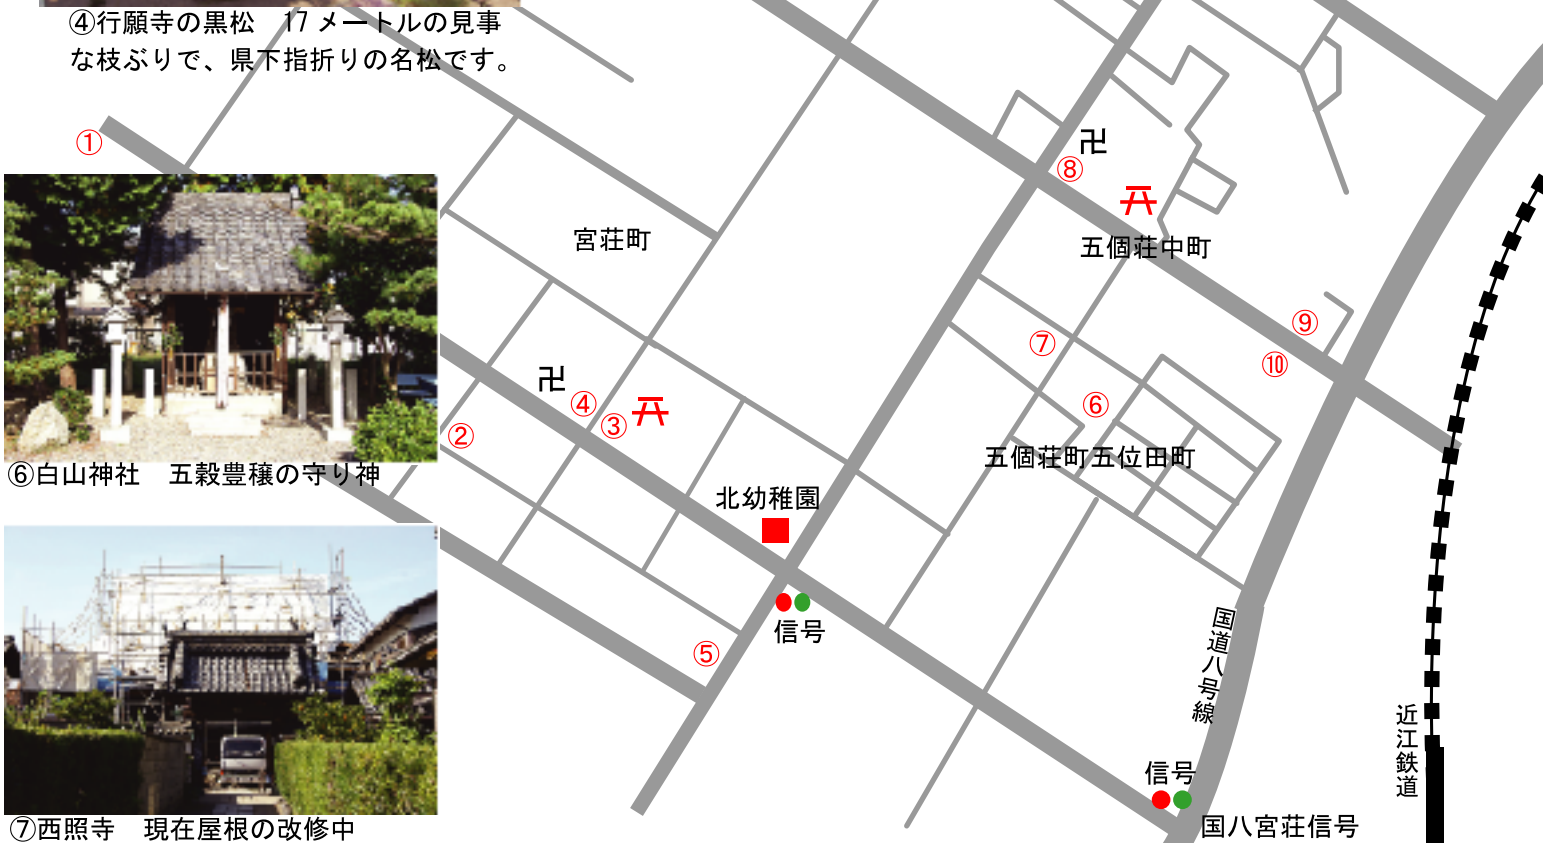 ④行願寺の黒松　17メートルの見事
な枝ぶりで、県下指折りの名松です。
①
⑧
宮荘町
五個荘中町
⑨
⑦
⑩
④
⑥
③
②
五個荘町五位田町
⑥白山神社　五穀豊穣の守り神
北幼稚園
信号
⑤
国道八号線
近江鉄道
信号
国八宮荘信号
⑦西照寺　現在屋根の改修中